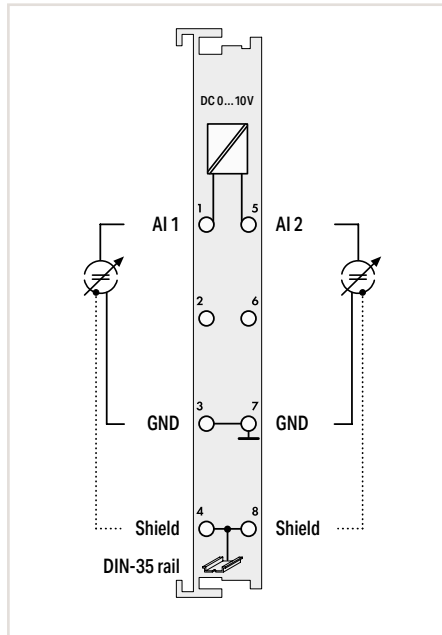 DC 0...10V
1 5
AI 1 AI 2
2 6
3 7
GND GND
4 8
Shield Shield
DIN-35 rail